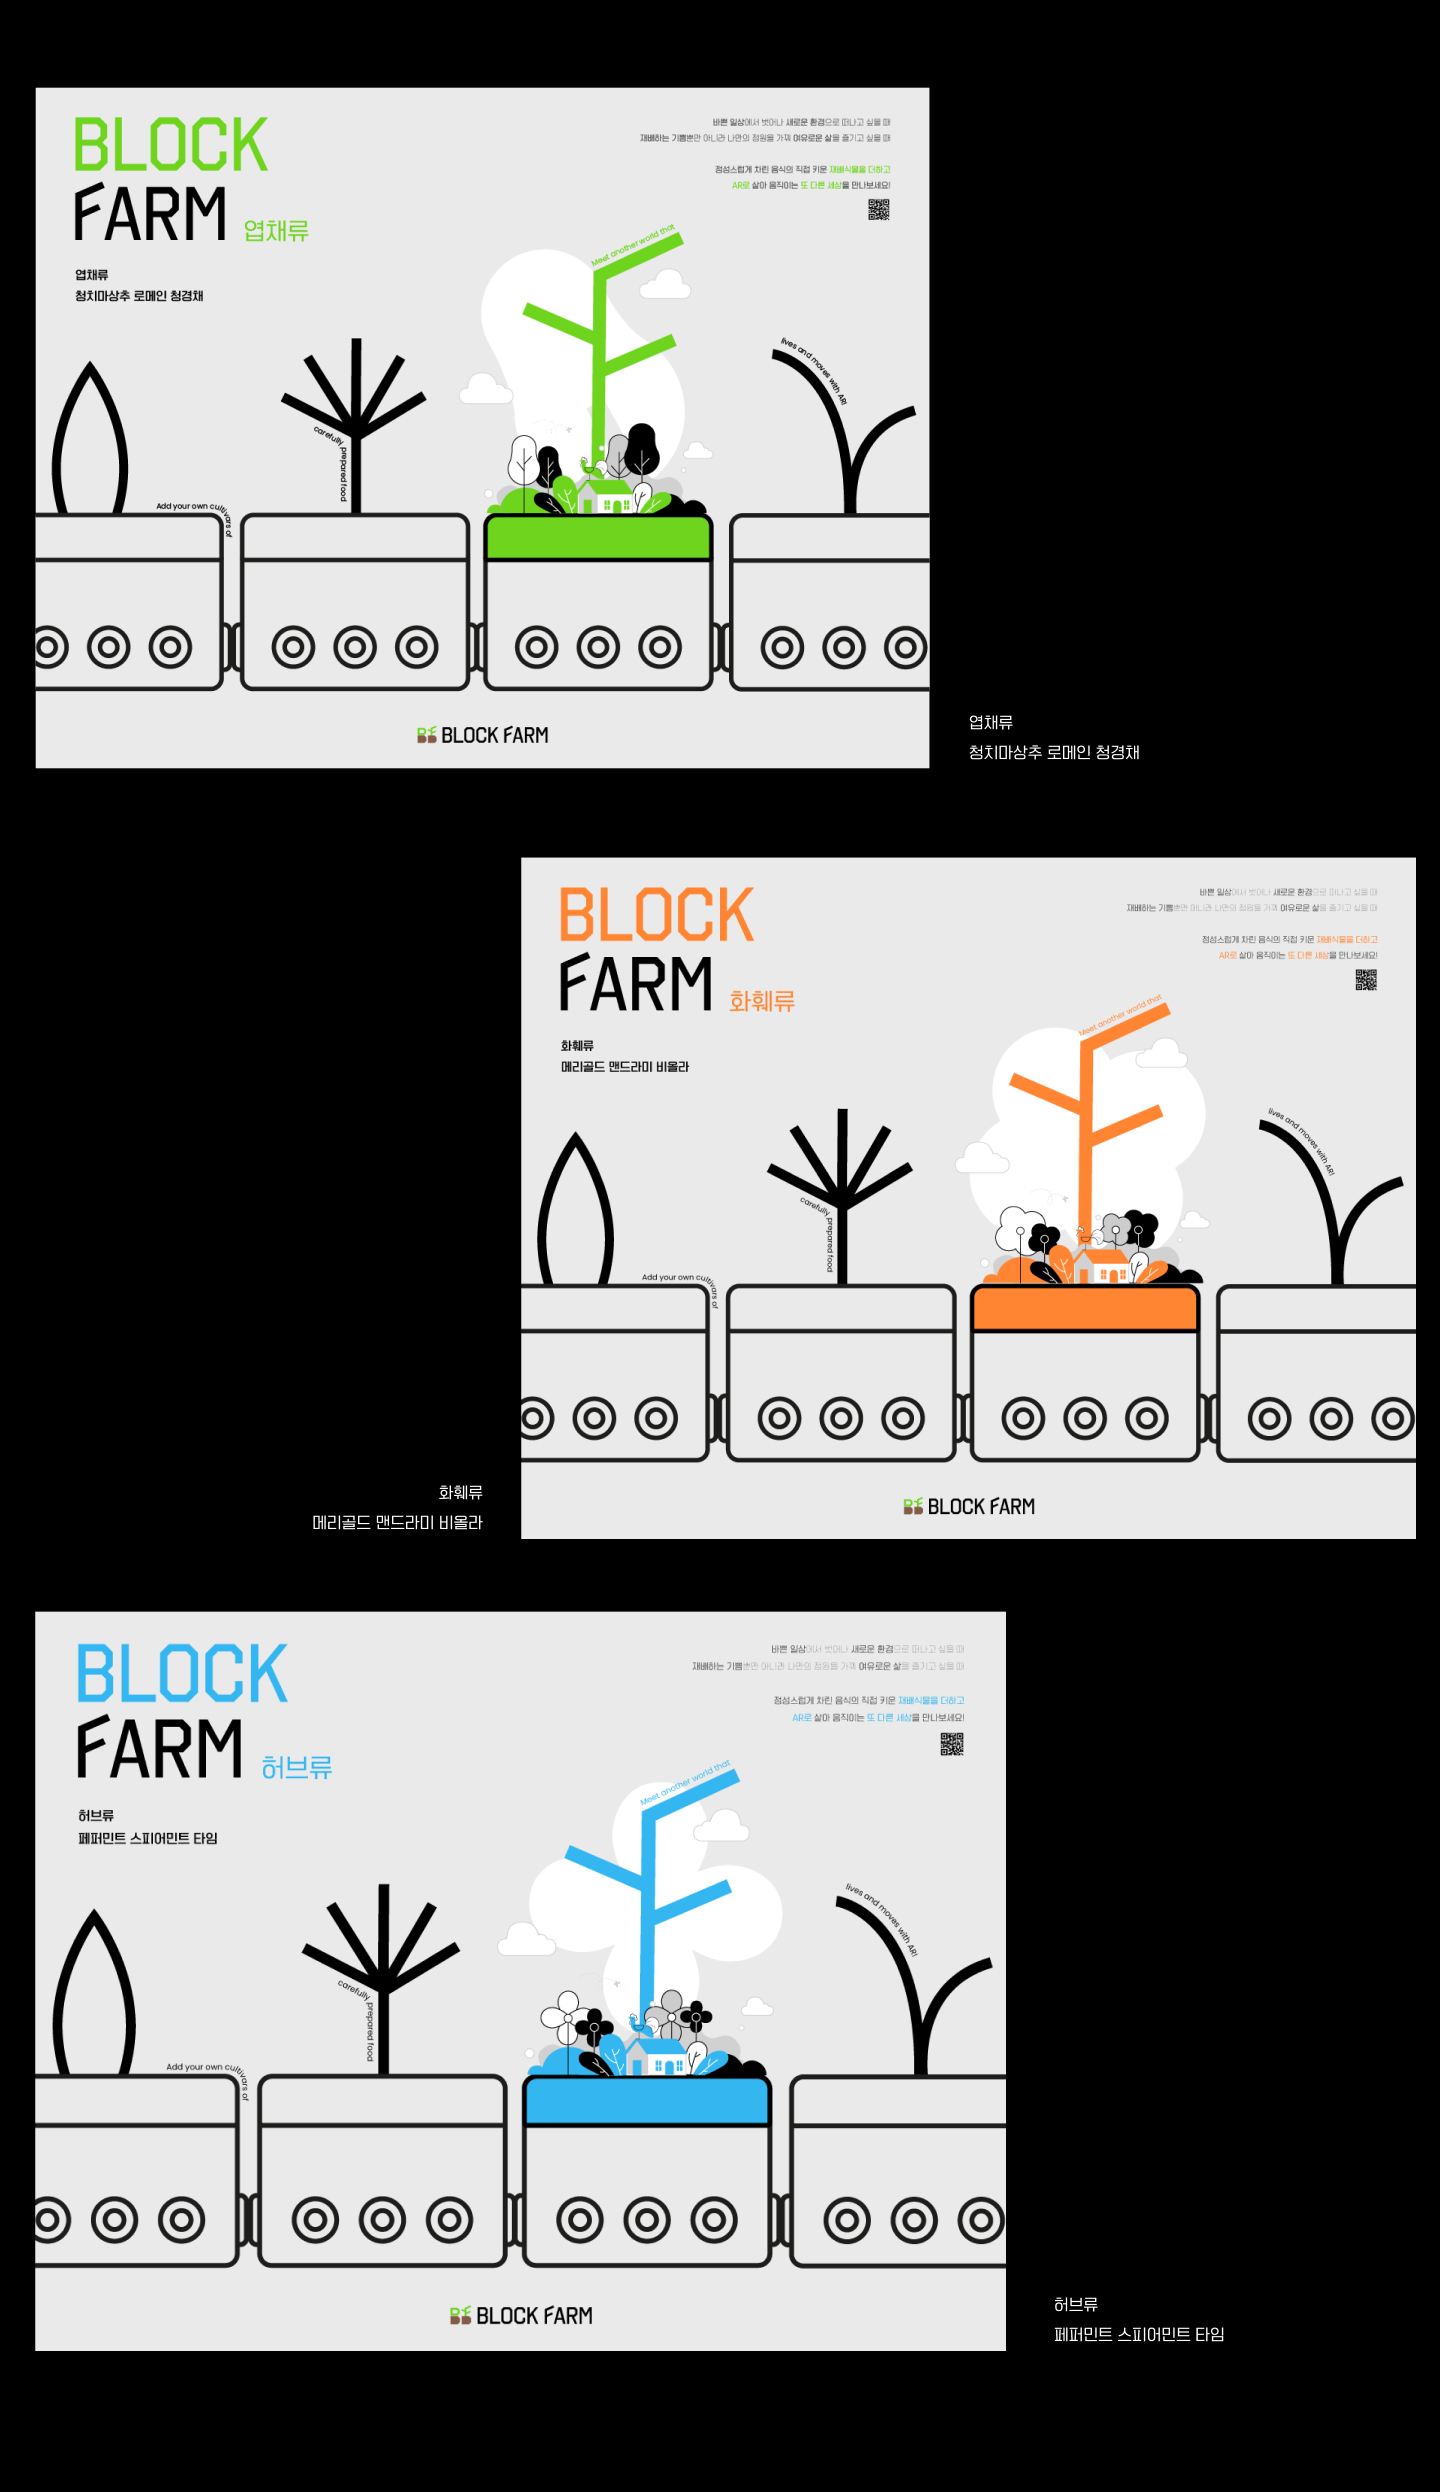 BLOCK
FARM 엽채류
엽채류
청치마상추 로메인 청경채
바쁜 일상에서 벗어나 새로운 환경으로 떠나고 싶을 때
재배하는 기쁨뿐만 아니라 나만의 정원을 가꿔 여유로운 삶을 즐기고 싶을 때
정성스럽게 차린 음식의 직접 키운 재배식물을 더하고
AR로 살아 움직이는 또 다른 세상을 만나보세요!
Add your own cultivars of
carefully prepared food
Meet another world that
lives and moves with AR!
BLOCK FARM
엽채류
청치마상추 로메인 청경채
BLOCK
FARM 화훼류
화훼류
메리골드 맨드라미 비올라
바쁜 일상에서 벗어나 새로운 환경으로 떠나고 싶을 때
재배하는 기쁨뿐만 아니라 나만의 정원을 가꿔 여유로운 삶을 즐기고 싶을 때
정성스럽게 차린 음식의 직접 키운 재배식물을 더하고
AR로 살아 움직이는 또 다른 세상을 만나보세요!
Add your own cultivars of
carefully prepared food
Meet another world that
lives and moves with AR!
BLOCK FARM
화훼류
메리골드 맨드라미 비올라
BLOCK
FARM 허브류
허브류
페퍼민트 스피어민트 타임
바쁜 일상에서 벗어나 새로운 환경으로 떠나고 싶을 때
재배하는 기쁨뿐만 아니라 나만의 정원을 가꿔 여유로운 삶을 즐기고 싶을 때
정성스럽게 차린 음식의 직접 키운 재배식물을 더하고
AR로 살아 움직이는 또 다른 세상을 만나보세요!
Add your own cultivars of
carefully prepared food
Meet another world that
lives and moves with AR!
BLOCK FARM
허브류
페퍼민트 스피어민트 타임